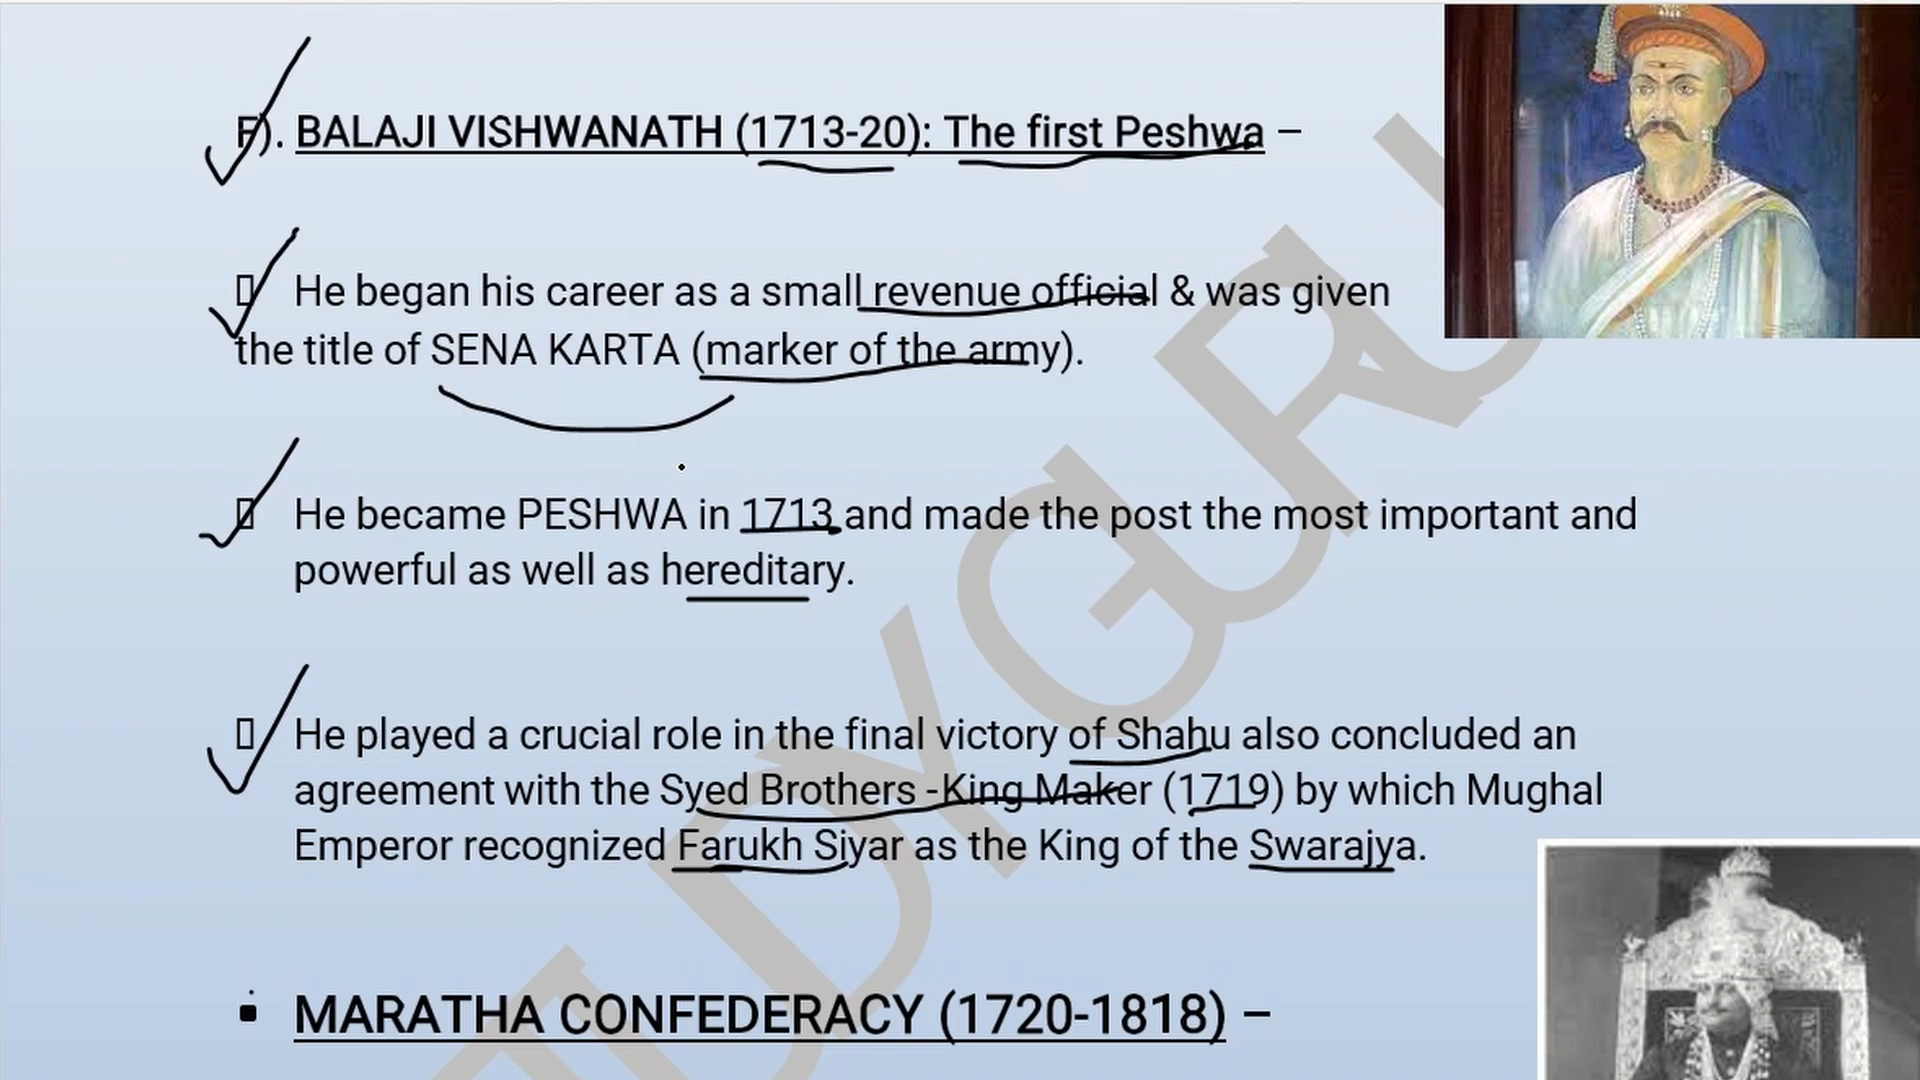 F). BALAJI VISHWANATH (1713-20): The first Peshwa –
He began his career as a small revenue official & was given
the title of SENA KARTA (marker of the army).
He became PESHWA in 1713 and made the post the most important and
powerful as well as hereditary.
He played a crucial role in the final victory of Shahu also concluded an
agreement with the Syed Brothers -King Maker (1719) by which Mughal
Emperor recognized Farukh Siyar as the King of the Swarajya.
▪ MARATHA CONFEDERACY (1720-1818) –